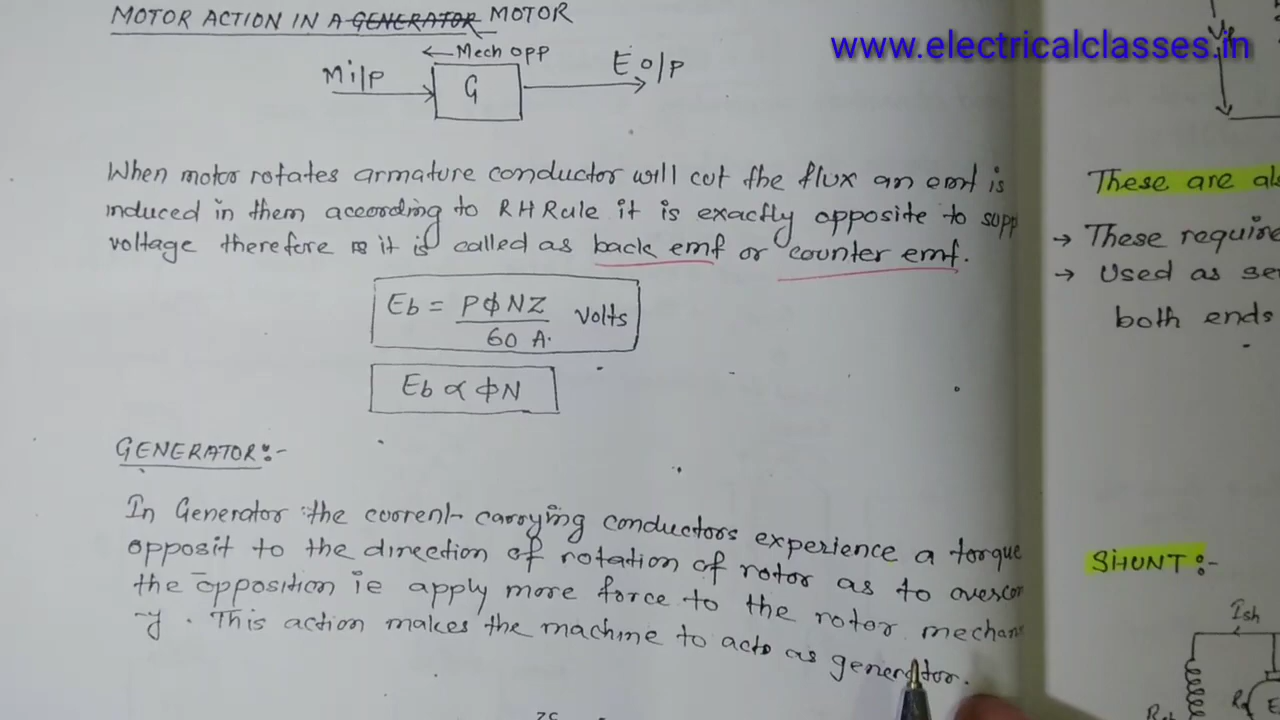 MOTOR ACTION IN A GENERATOR MOTOR
www.electricalclasses.in
← Mech opp
Mi/p
G
E o/p
When motor rotates armature conductor will cut the flux an emf is
induced in them according to RH Rule it is exactly opposite to supp
voltage therefore it is called as back emf or counter emf.
Eb = PΦNZ / 60 A. Volts
Eb ∝ ΦN
GENERATOR:-
In Generator the current carrying conductors experience a torque
opposit to the direction of rotation of rotor as to overcom
the opposition ie apply more force to the rotor mechani
-y. This action makes the machine to acts as generator.
These are al
→ These require
→ Used as se
both ends
SHUNT:-
Ish